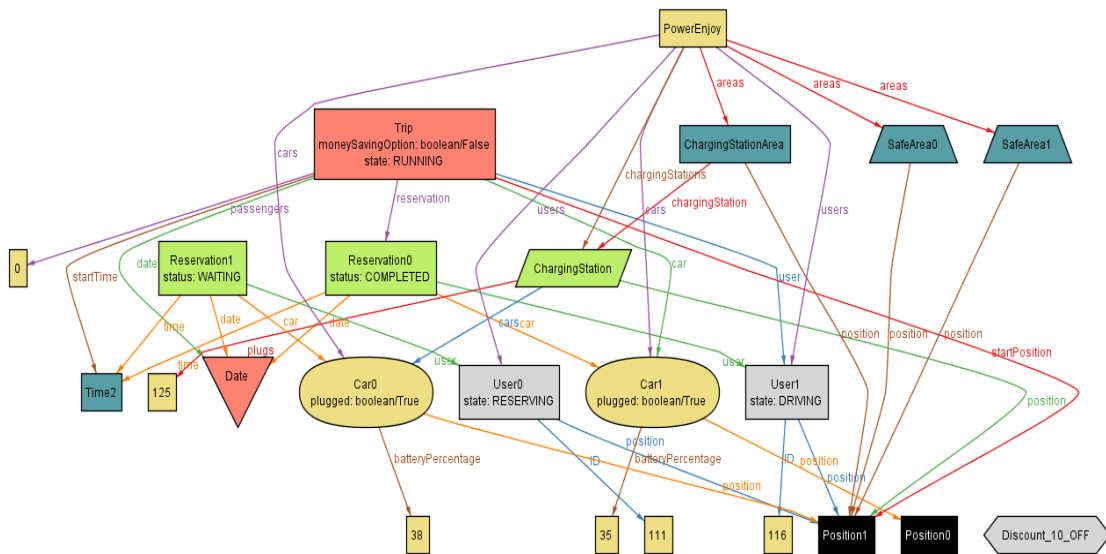 PowerEnjoy
areas
areas
areas
Trip
moneySavingOption: boolean/False
state: RUNNING
ChargingStationArea
SafeArea0
SafeArea1
cars
chargingStations
passengers
reservation
users
cars
chargingStation
users
0
startTime
date
Reservation1
status: WAITING
Reservation0
status: COMPLETED
ChargingStation
car
user
position
position
position
startPosition
time
date
car
date
cars
car
plugs
time
user
user
position
Time2
125
Date
Car0
plugged: boolean/True
User0
state: RESERVING
Car1
plugged: boolean/True
User1
state: DRIVING
batteryPercentage
position
ID
batteryPercentage
position
ID
position
position
38
35
111
116
Position1
Position0
Discount_10_OFF